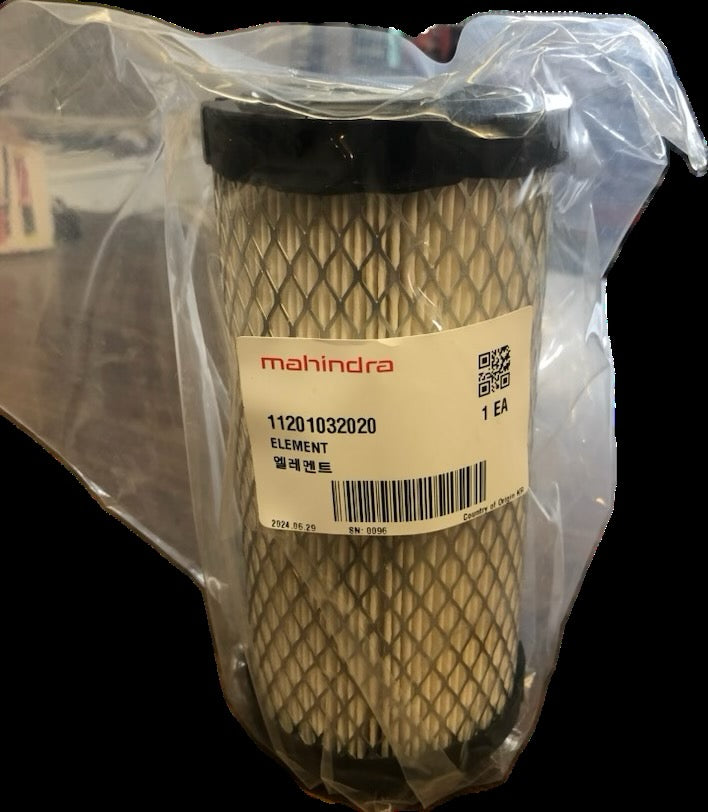 mahindra
11201032020
1 EA
ELEMENT
엘레멘트
2024.06.29
SN: 0096
Country of Origin KR